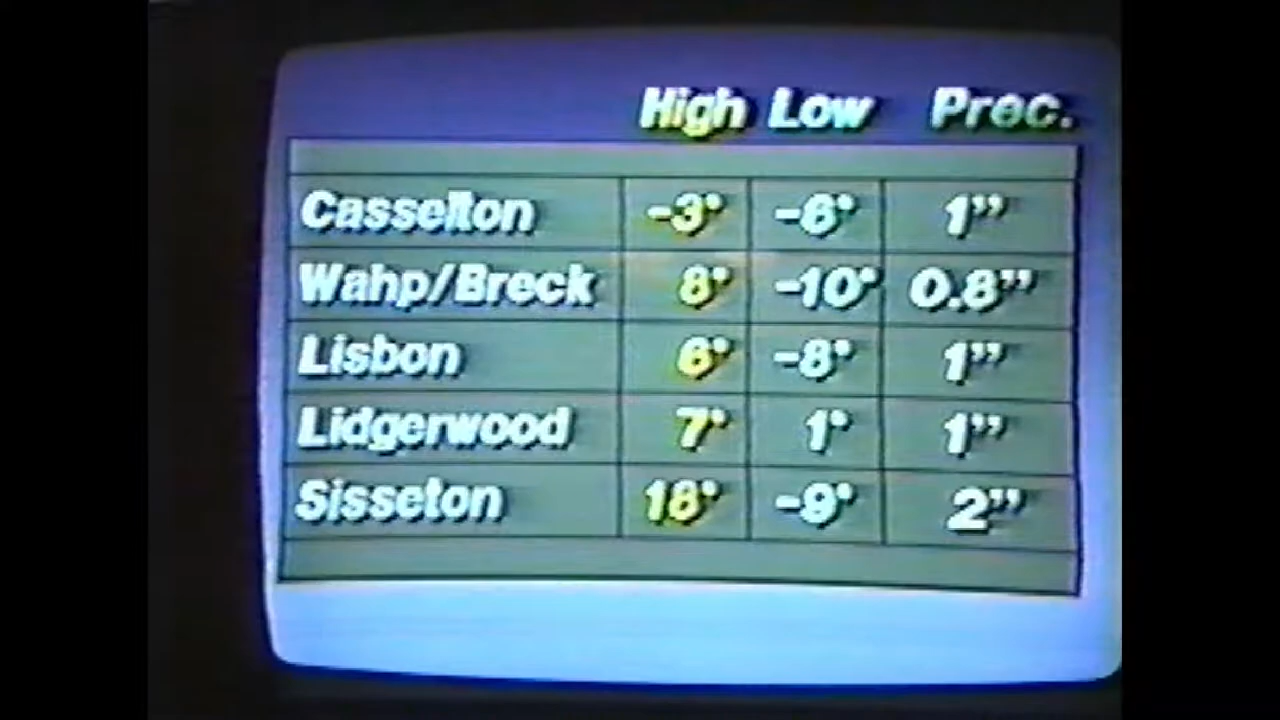 High Low Prec.
Casselton -3° -6° 1"
Wahp/Breck 8° -10° 0.8"
Lisbon 6° -8° 1"
Lidgerwood 7° 1° 1"
Sisseton 18° -9° 2"